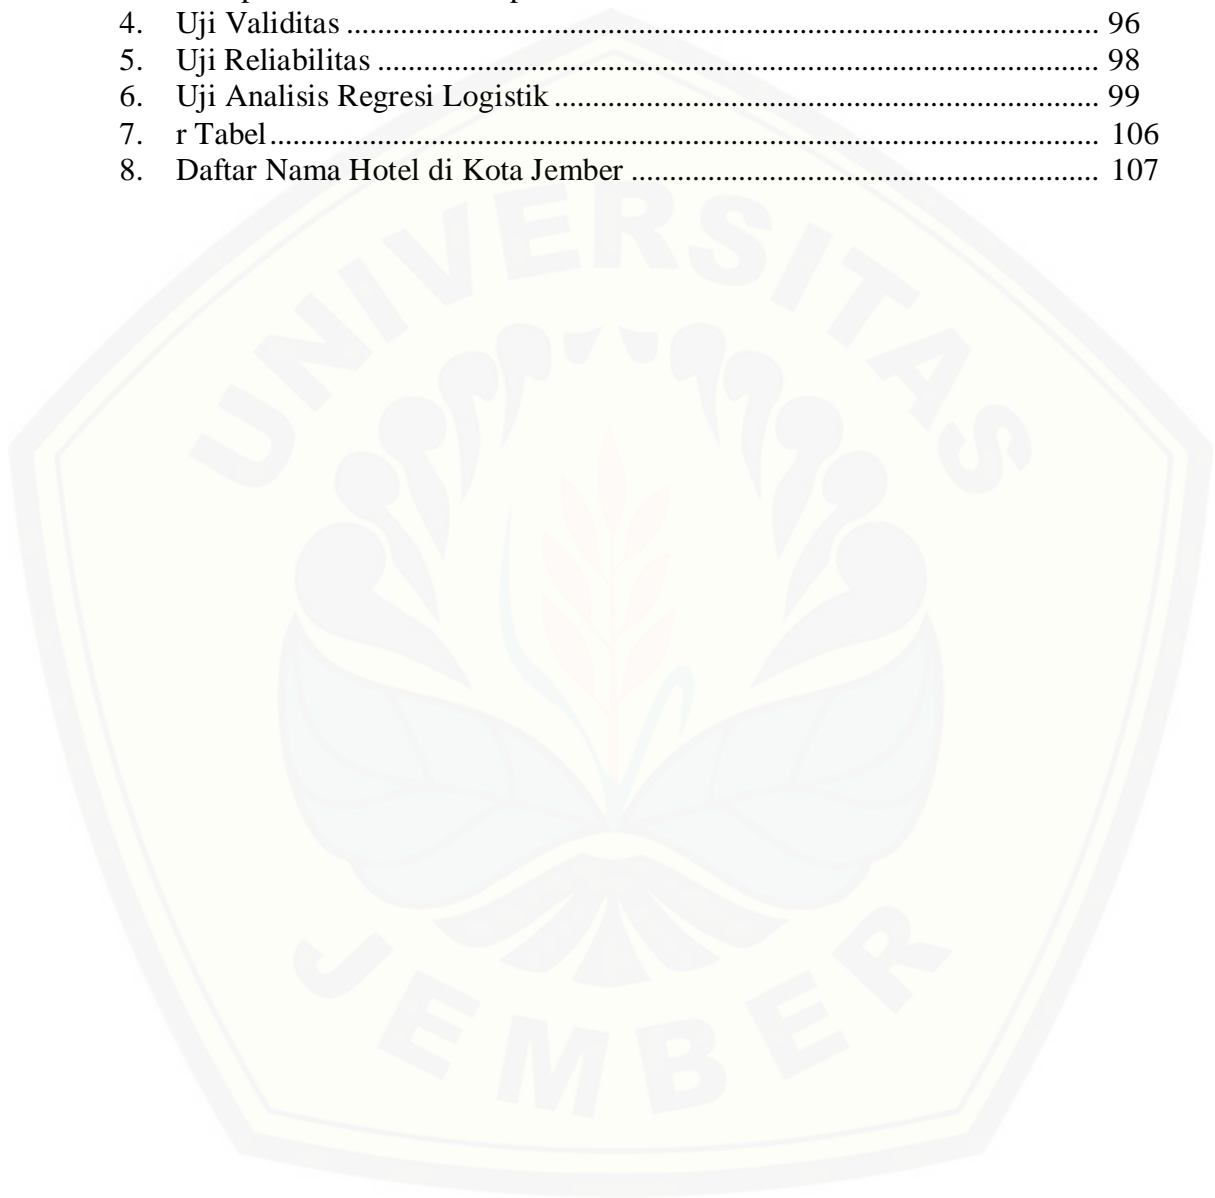 4. Uji Validitas ................................................................................................ 96
5. Uji Reliabilitas ............................................................................................ 98
6. Uji Analisis Regresi Logistik ...................................................................... 99
7. r Tabel .......................................................................................................... 106
8. Daftar Nama Hotel di Kota Jember ............................................................ 107
UNIVERSITAS
JEMBER